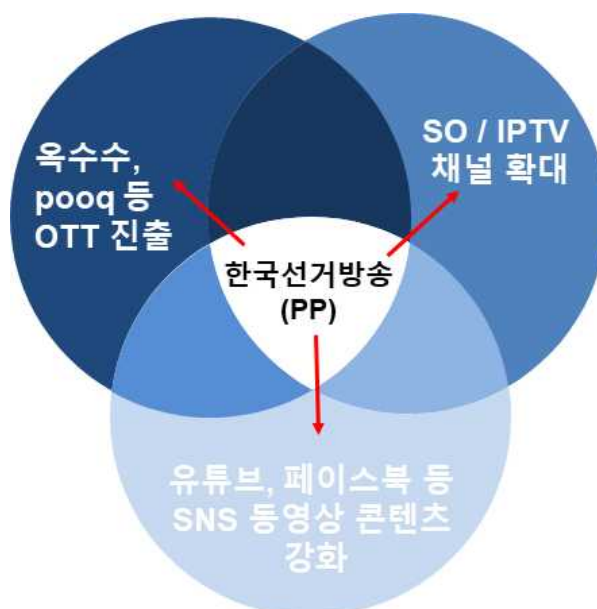 옥수수,
pooq 등
OTT 진출
SO / IPTV
채널 확대
한국선거방송
(PP)
유튜브, 페이스북 등
SNS 동영상 콘텐츠
강화